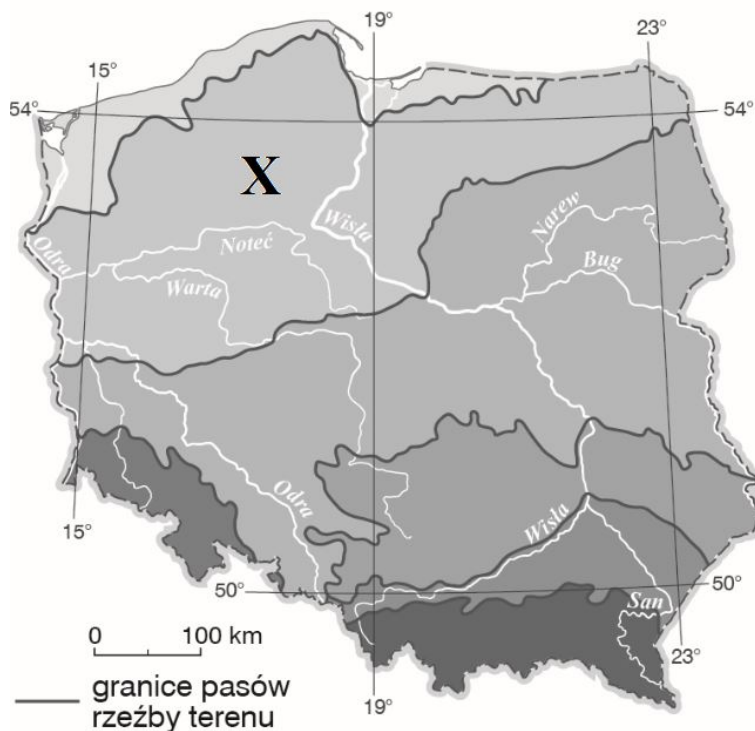 19°
23°
15°
54°
54°
X
Wisła
Narew
Odra
Noteć
Bug
Warta
Odra
Wisła
15°
50°
50°
San
0 100 km
23°
granice pasów
rzeźby terenu
19°